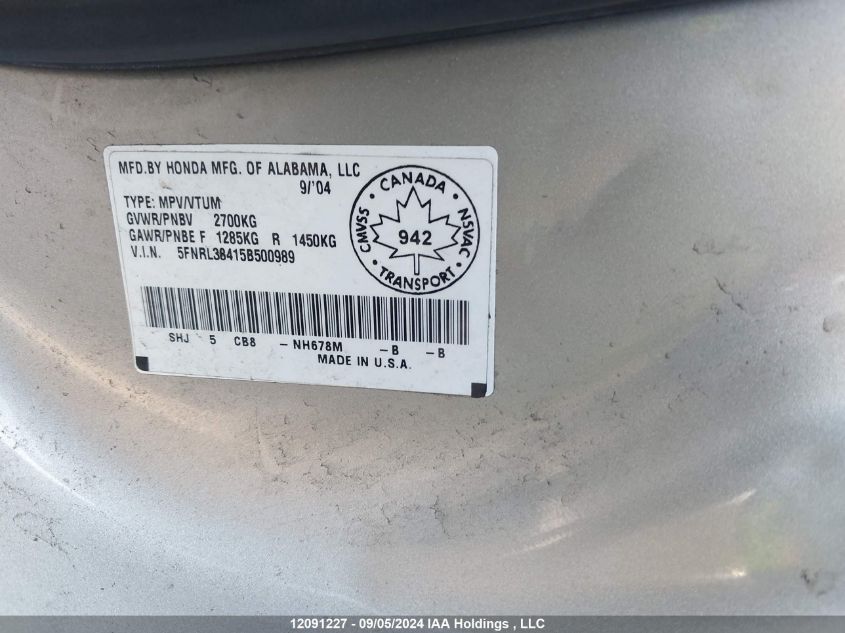 MFD.BY HONDA MFG. OF ALABAMA, LLC
9/'04
TYPE: MPV/VTUM
GVWR/PNBV 2700KG
GAWR/PNBE F 1285KG R 1450KG
V.I.N. 5FNRL38415B500989
CANADA
CMVSS
NSVAC
942
TRANSPORT
SHJ 5 CB8 - NH678M -B -B
MADE IN U.S.A.
12091227 - 09/05/2024 IAA Holdings , LLC